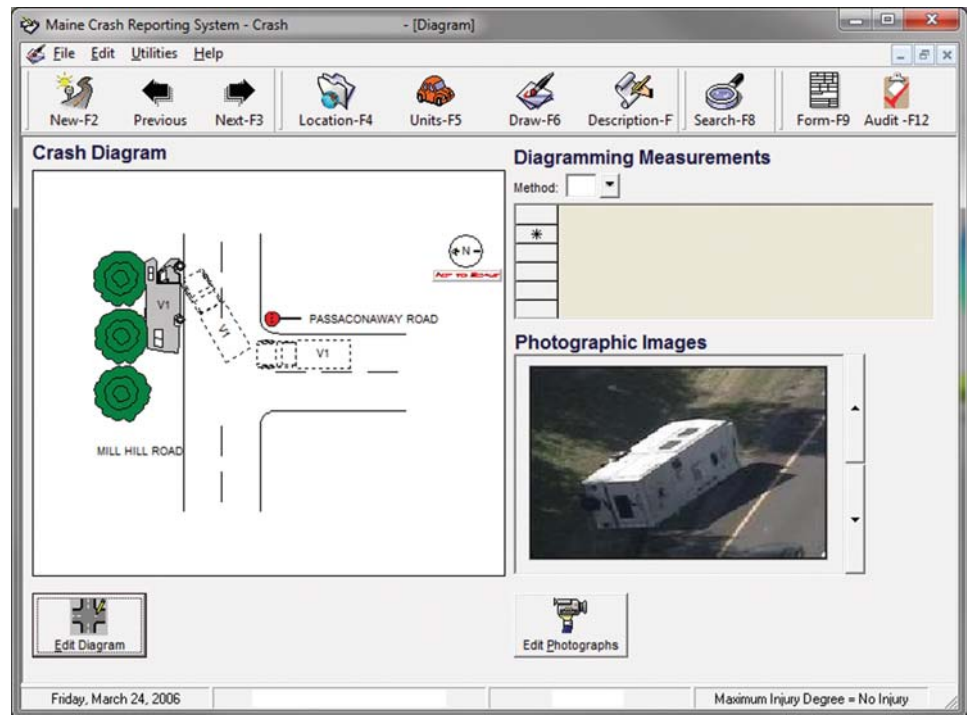 Maine Crash Reporting System - Crash - [Diagram]
File Edit Utilities Help
New-F2 Previous Next-F3 Location-F4 Units-F5 Draw-F6 Description-F Search-F8 Form-F9 Audit -F12
Crash Diagram
N
PASSACONAWAY ROAD
V1
V1
V1
MILL HILL ROAD
Edit Diagram
Diagramming Measurements
Method:
*
Photographic Images
Edit Photographs
Friday, March 24, 2006
Maximum Injury Degree = No Injury